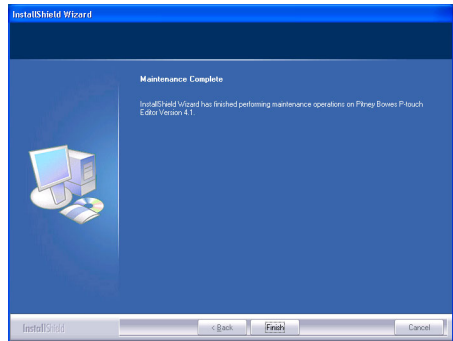 InstallShield Wizard
Maintenance Complete
InstallShield Wizard has finished performing maintenance operations on Pitney Bowes P-touch
Editor Version 4.1.
InstallShield
< Back Finish Cancel